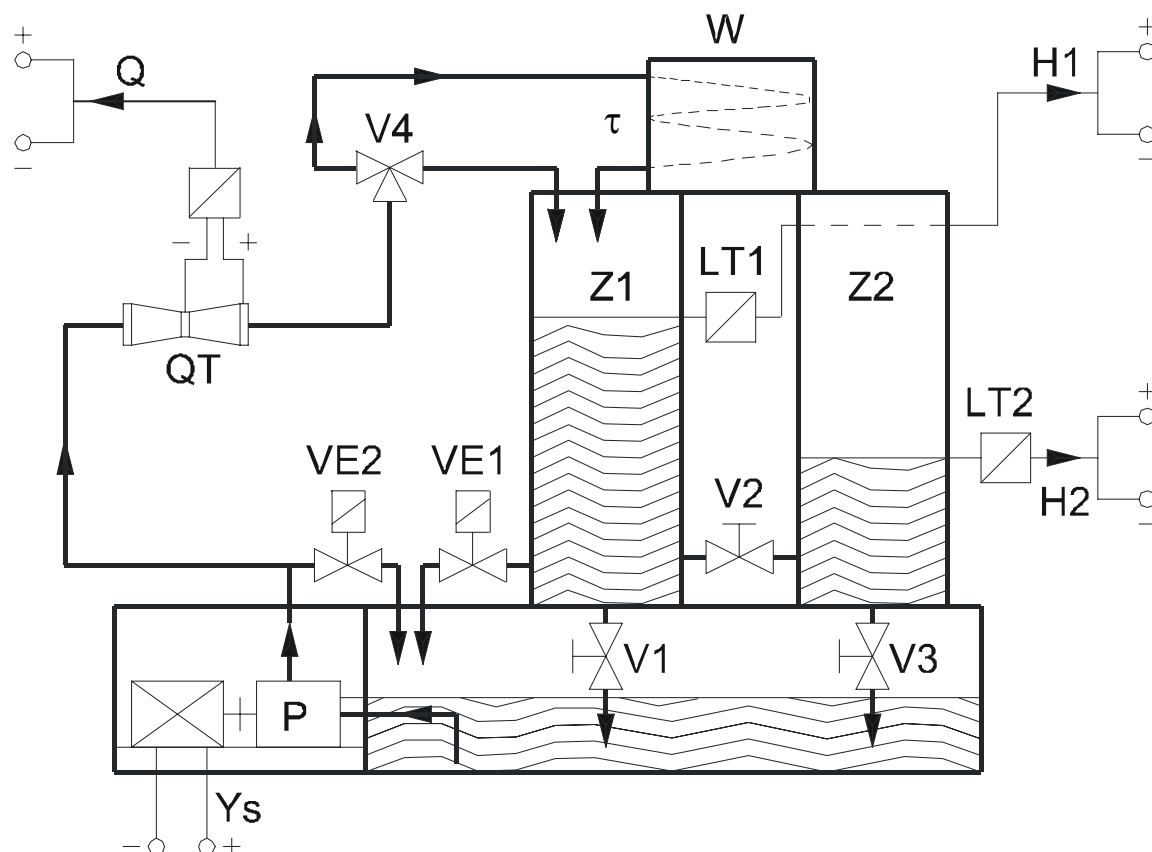 W
+
+
Q
H1
V4
τ
−
−
−
+
LT1
Z1
Z2
QT
+
LT2
VE2
VE1
V2
H2
−
V1
V3
P
Ys
−
+